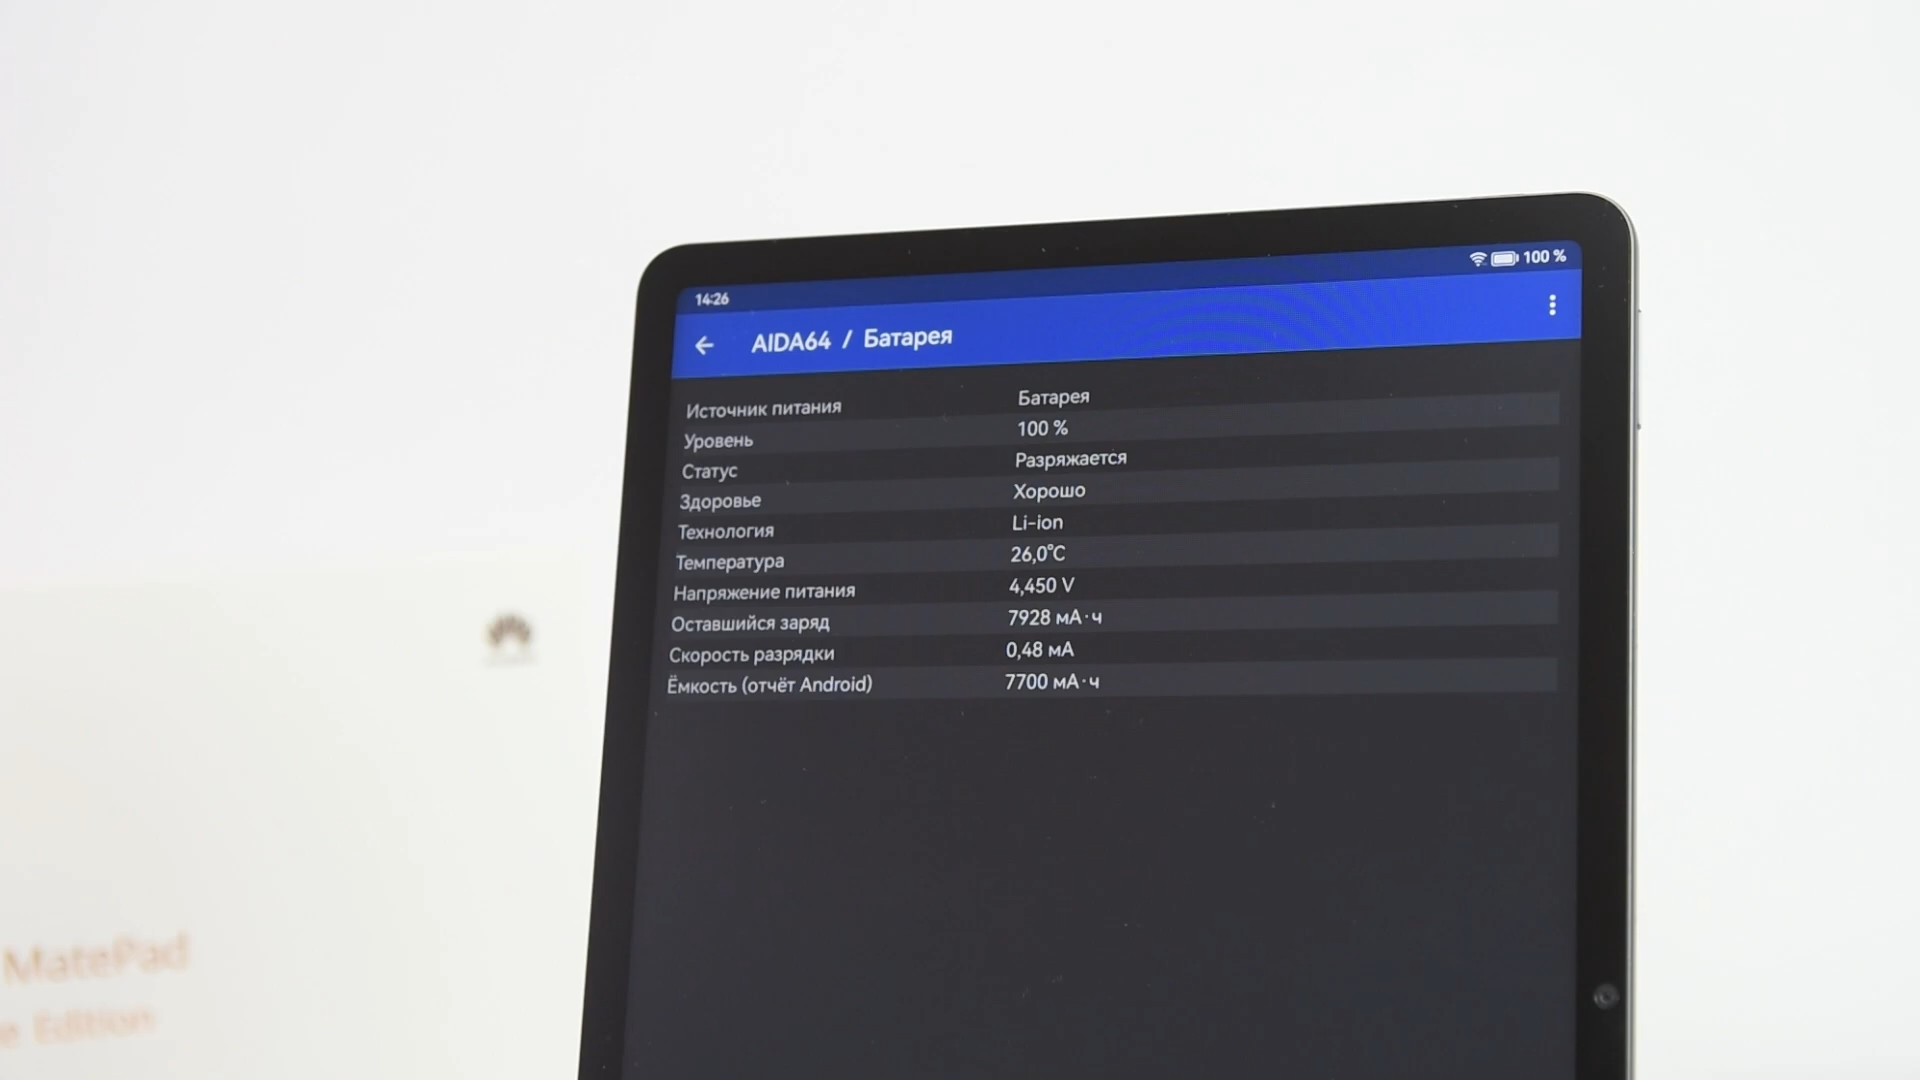 14:26
100 %
AIDA64 / Батарея
Источник питания Батарея
Уровень 100 %
Статус Разряжается
Здоровье Хорошо
Технология Li-ion
Температура 26,0°C
Напряжение питания 4,450 V
Оставшийся заряд 7928 мА·ч
Скорость разрядки 0,48 мА
Ёмкость (отчёт Android) 7700 мА·ч
MatePad
Edition